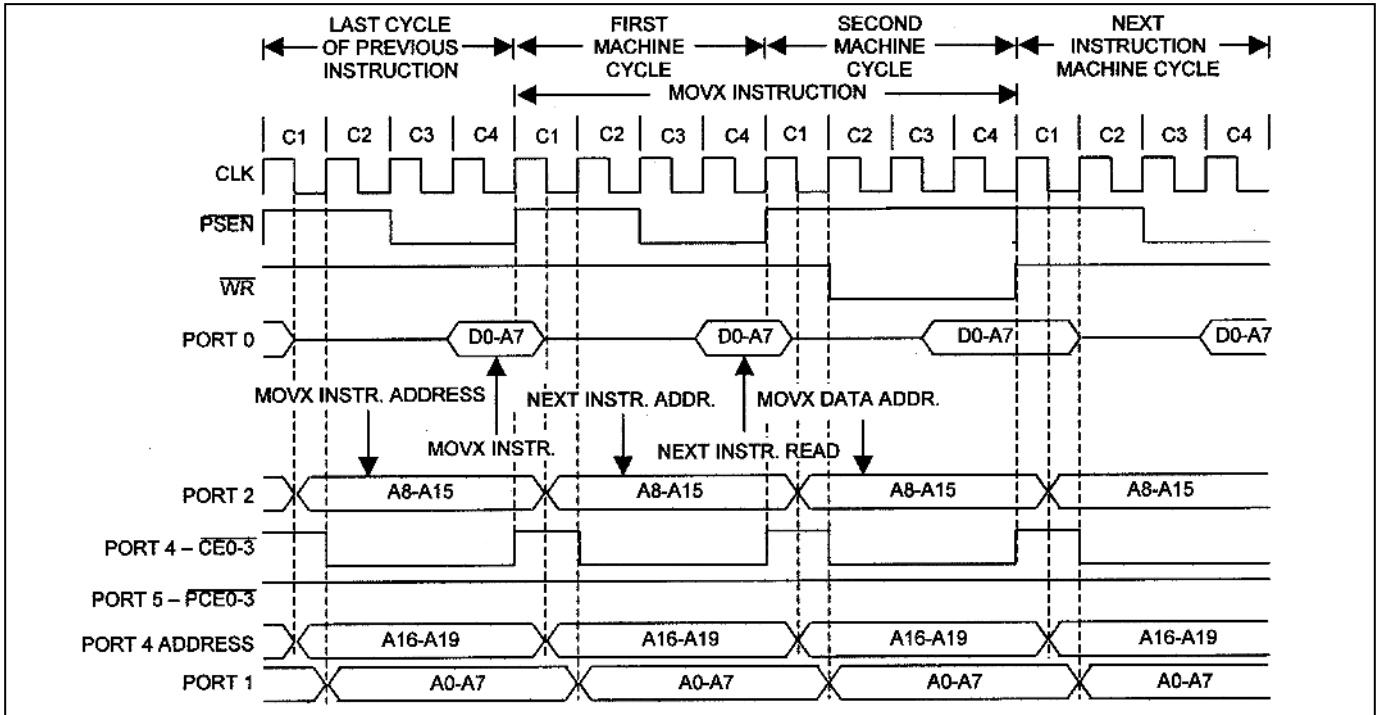 LAST CYCLE OF PREVIOUS INSTRUCTION
FIRST MACHINE CYCLE
SECOND MACHINE CYCLE
NEXT INSTRUCTION MACHINE CYCLE
MOVX INSTRUCTION
C1 C2 C3 C4 C1 C2 C3 C4 C1 C2 C3 C4 C1 C2 C3 C4
CLK
PSEN
WR
PORT 0 D0-A7 D0-A7 D0-A7 D0-A7
MOVX INSTR. ADDRESS NEXT INSTR. ADDR. MOVX DATA ADDR.
MOVX INSTR. NEXT INSTR. READ
PORT 2 A8-A15 A8-A15 A8-A15 A8-A15
PORT 4 – CE0-3
PORT 5 – PCE0-3
PORT 4 ADDRESS A16-A19 A16-A19 A16-A19 A16-A19
PORT 1 A0-A7 A0-A7 A0-A7 A0-A7